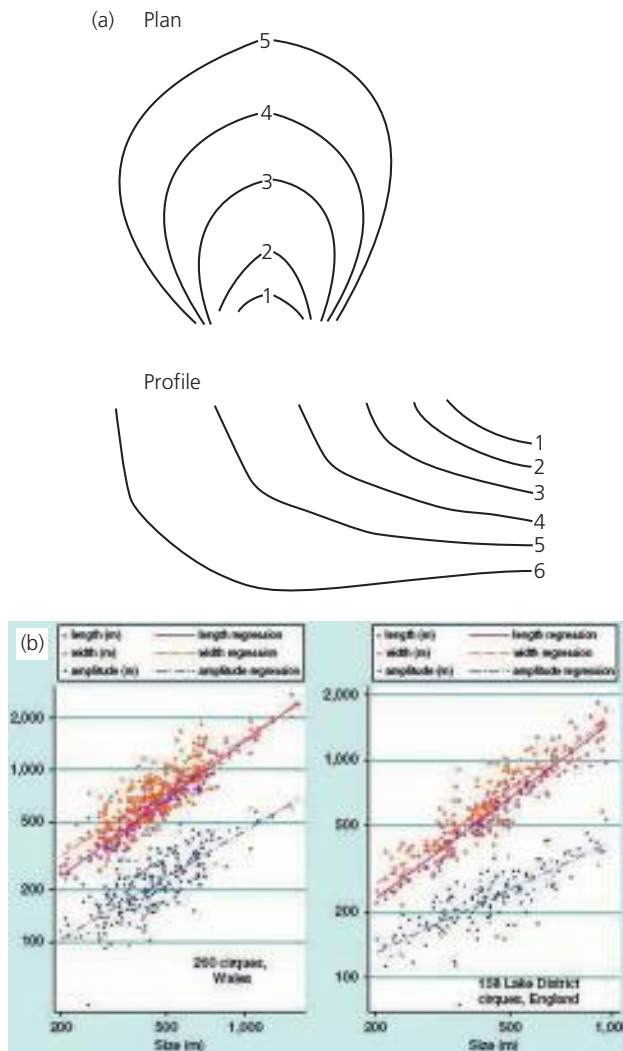 (a) Plan
5
4
3
2
1
Profile
1
2
3
4
5
6
(b)
length (m) length regression
width (m) width regression
amplitude (m) amplitude regression
length (m) length regression
width (m) width regression
amplitude (m) amplitude regression
2,000
1,000
500
200
100
260 cirques,
Wales
200 500 1,000
Size (m)
2,000
1,000
500
200
100
158 Lake District
cirques, England
200 500 1,000
Size (m)